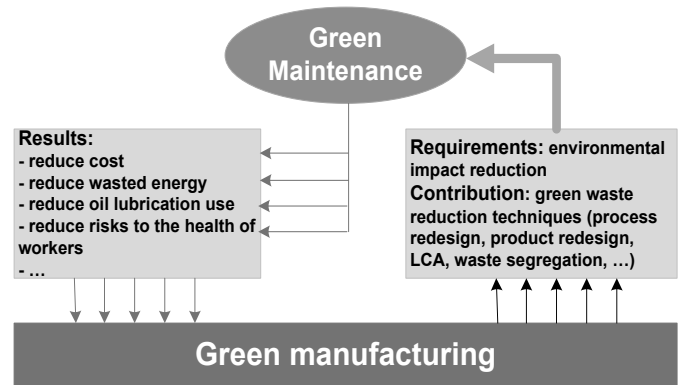 Green
Maintenance
Results:
- reduce cost
- reduce wasted energy
- reduce oil lubrication use
- reduce risks to the health of
workers
- ...
Requirements: environmental
impact reduction
Contribution: green waste
reduction techniques (process
redesign, product redesign,
LCA, waste segregation, ...)
Green manufacturing